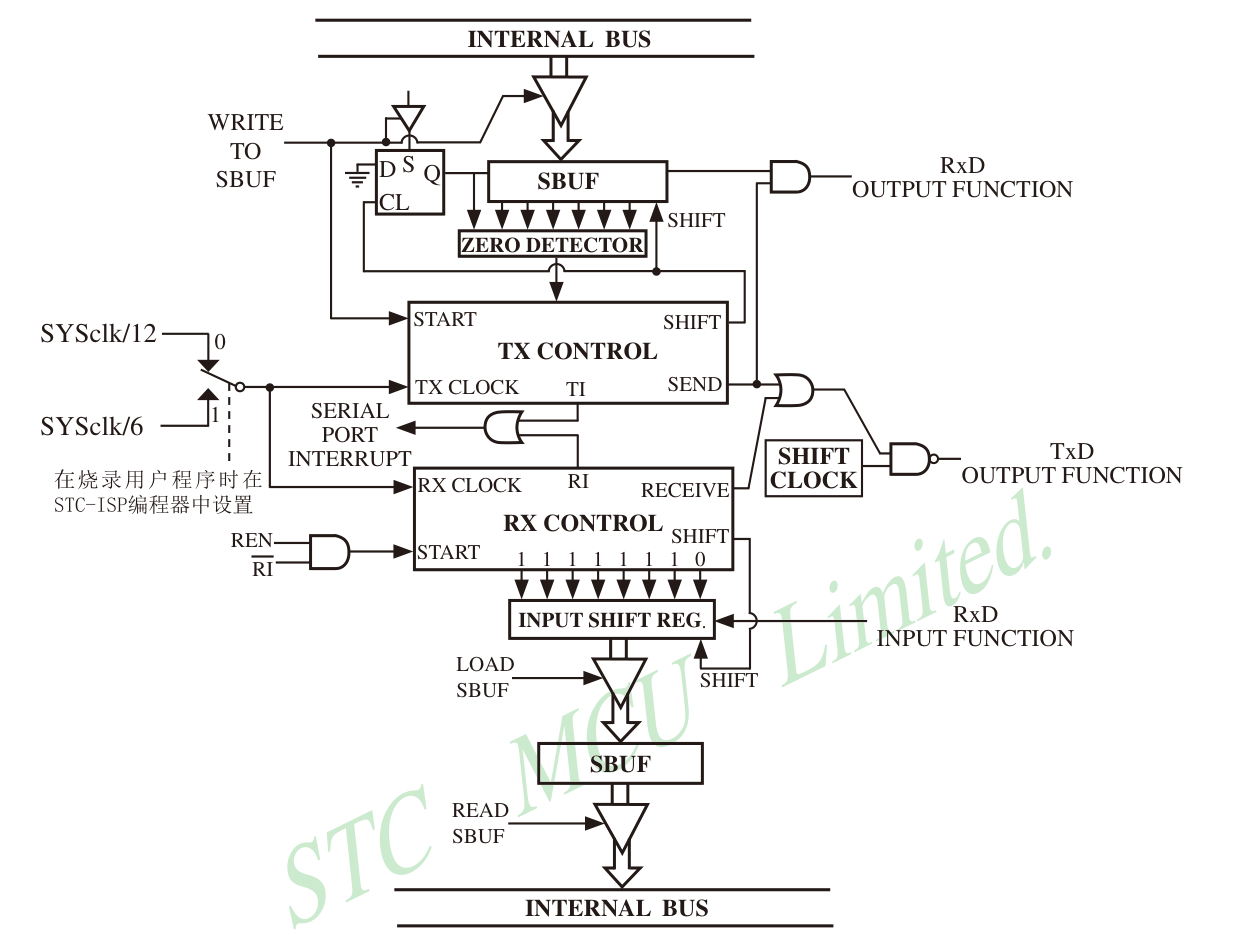 INTERNAL BUS
WRITE
TO
SBUF
D S Q
CL
SBUF
RxD
OUTPUT FUNCTION
SHIFT
ZERO DETECTOR
START
SHIFT
TX CONTROL
TX CLOCK
TI
SEND
SYSclk/12
0
SYSclk/6
1
在烧录用户程序时在
STC-ISP编程器中设置
SERIAL
PORT
INTERRUPT
SHIFT
CLOCK
TxD
OUTPUT FUNCTION
RX CLOCK
RI
RECEIVE
RX CONTROL
SHIFT
START
1 1 1 1 1 1 1 0
REN
R̅I̅
INPUT SHIFT REG.
RxD
INPUT FUNCTION
SHIFT
LOAD
SBUF
SBUF
READ
SBUF
INTERNAL BUS
STC MCU Limited.